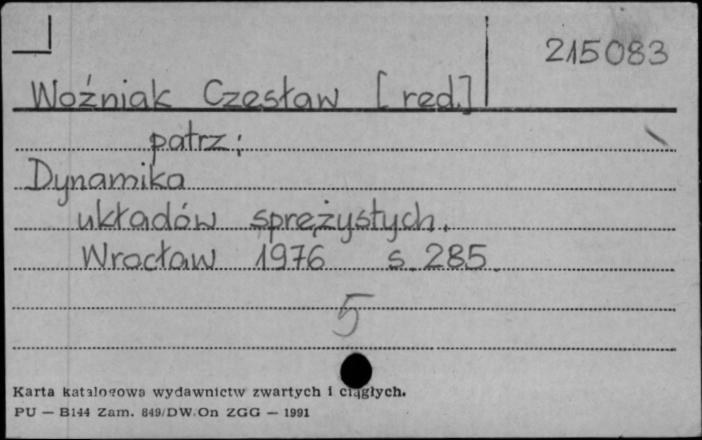 215083
Woźniak Czesław [red.]
patrz:
Dynamika
układów sprężystych.
Wrocław 1976 s. 285.
5
Karta katalogowa wydawnictw zwartych i ciągłych.
PU — B144 Zam. 849/DW.On ZGG — 1991